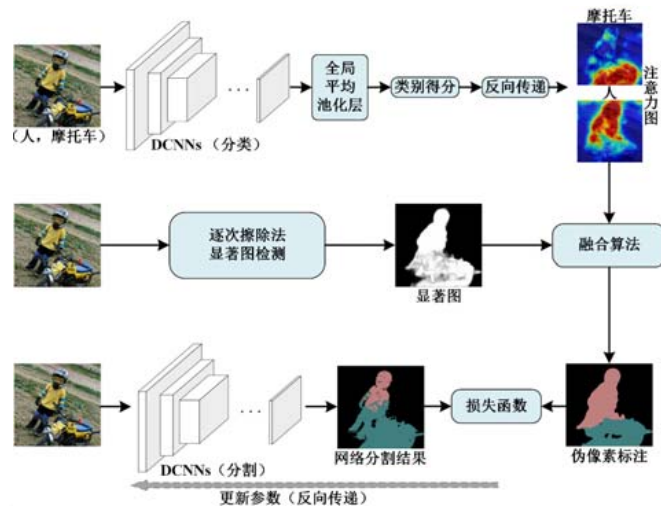 摩托车
全局
平均
池化层
类别得分
反向传递
人
注意力图
(人，摩托车)
DCNNs（分类）
逐次擦除法
显著图检测
融合算法
显著图
损失函数
网络分割结果
伪像素标注
DCNNs（分割）
更新参数（反向传递）